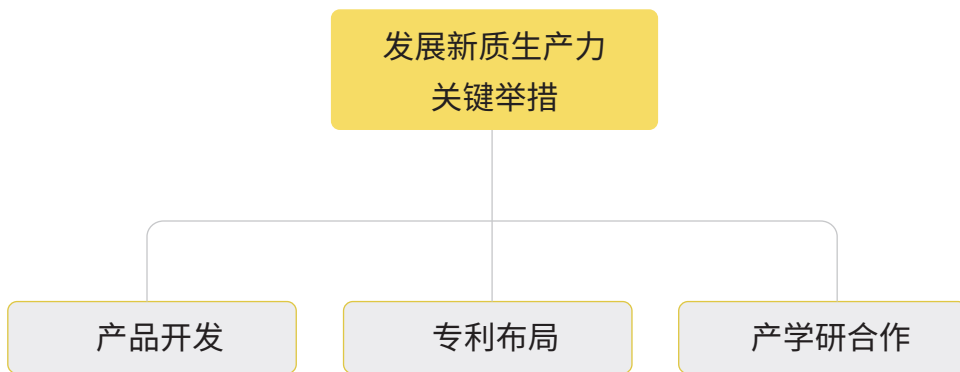 发展新质生产力
关键举措
产品开发
专利布局
产学研合作